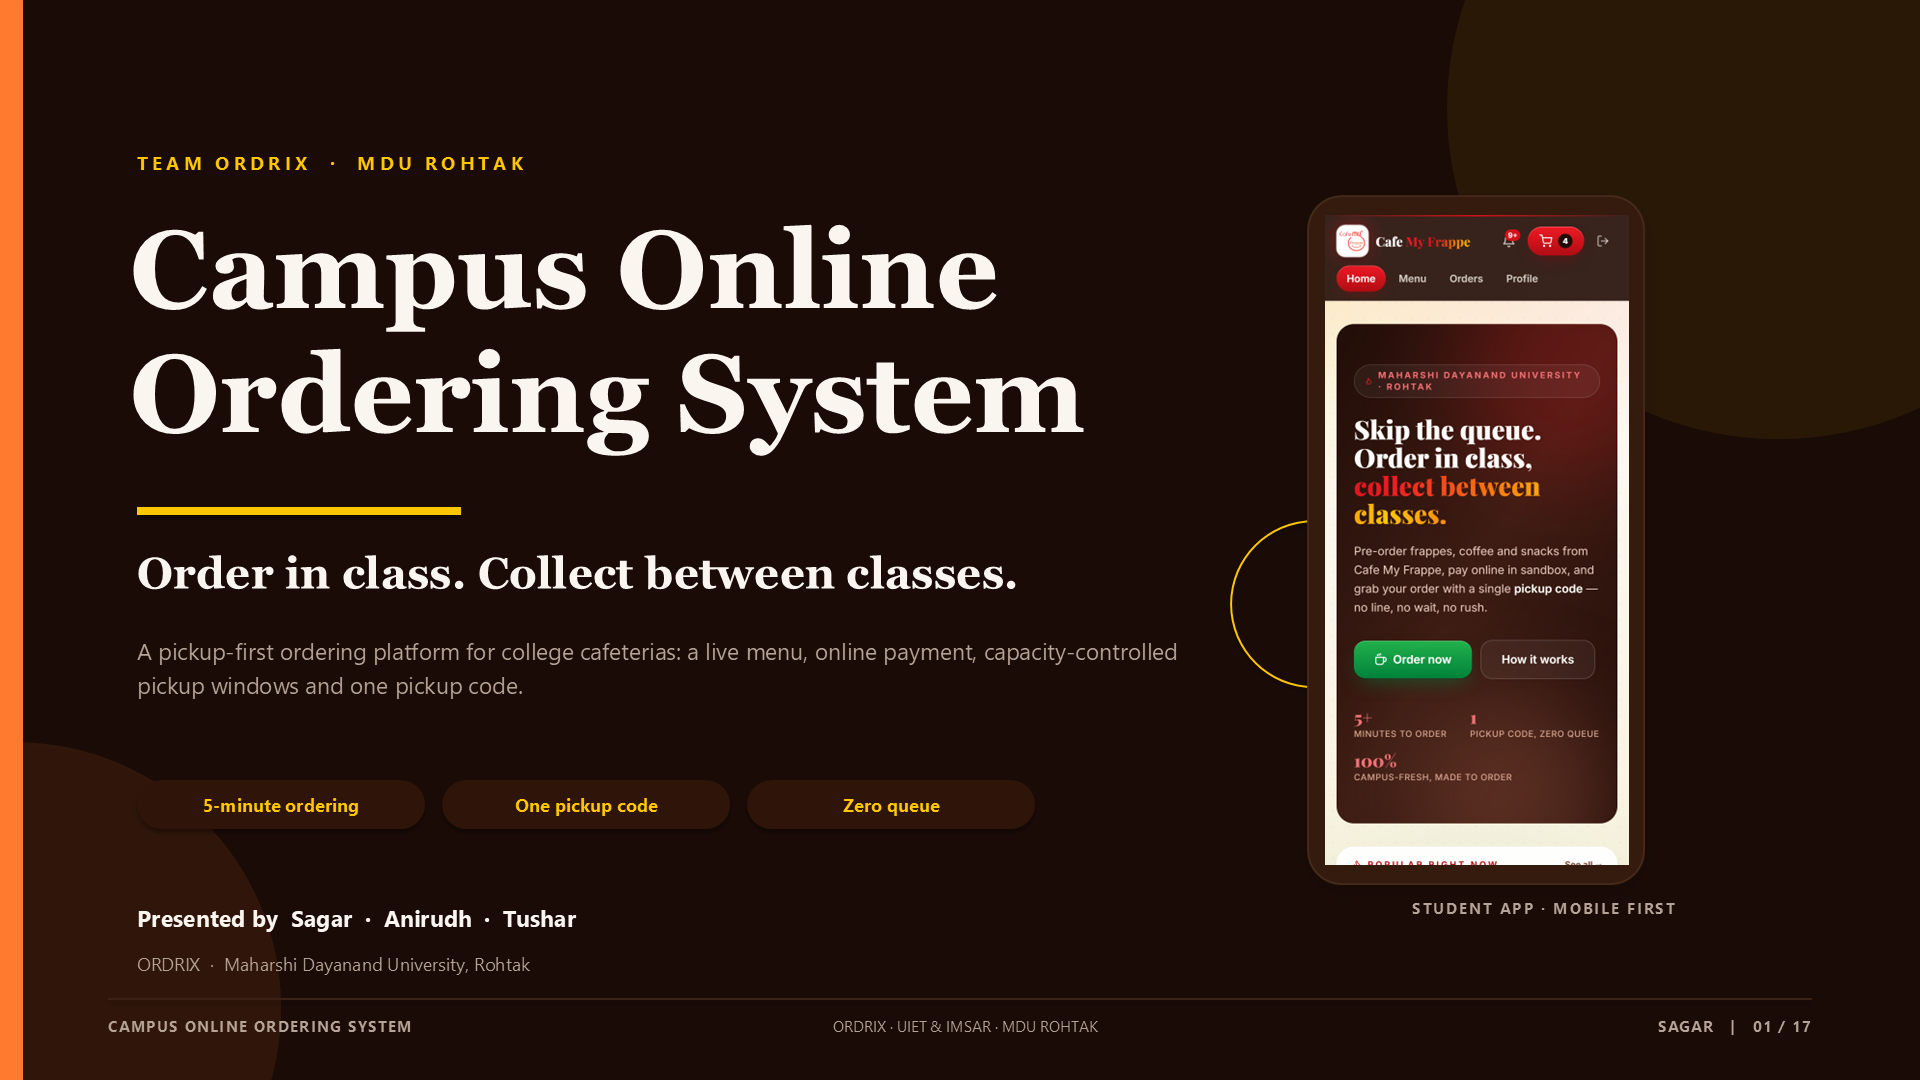 TEAM ORDRIX · MDU ROHTAK
Campus Online
Ordering System
Order in class. Collect between classes.
A pickup-first ordering platform for college cafeterias: a live menu, online payment, capacity-controlled
pickup windows and one pickup code.
5-minute ordering
One pickup code
Zero queue
Presented by Sagar · Anirudh · Tushar
ORDRIX · Maharshi Dayanand University, Rohtak
Cafe My Frappe
9+
4
Home
Menu
Orders
Profile
MAHARSHI DAYANAND UNIVERSITY
· ROHTAK
Skip the queue.
Order in class,
collect between
classes.
Pre-order frappes, coffee and snacks from
Cafe My Frappe, pay online in sandbox, and
grab your order with a single pickup code —
no line, no wait, no rush.
Order now
How it works
5+
MINUTES TO ORDER
1
PICKUP CODE, ZERO QUEUE
100%
CAMPUS-FRESH, MADE TO ORDER
POPULAR RIGHT NOW
See all
STUDENT APP · MOBILE FIRST
CAMPUS ONLINE ORDERING SYSTEM
ORDRIX · UIET & IMSAR · MDU ROHTAK
SAGAR | 01 / 17